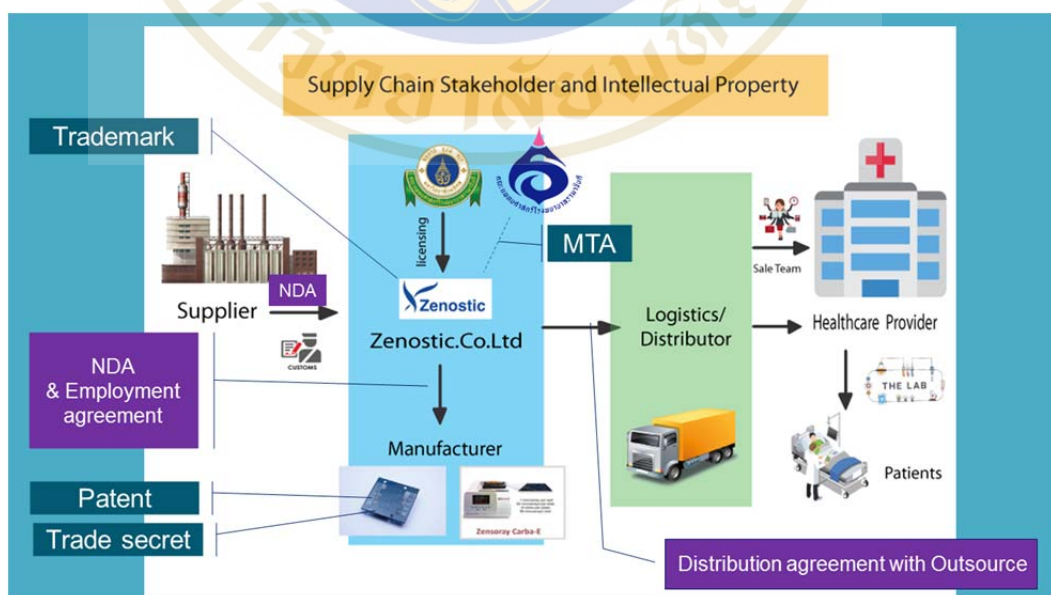 Supply Chain Stakeholder and Intellectual Property
Trademark
licensing
MTA
Zenostic
Zenostic.Co.Ltd
NDA
Supplier
CUSTOMS
NDA
& Employment
agreement
Manufacturer
Zensoray Carba-E
Patent
Trade secret
Logistics/
Distributor
Sale Team
Healthcare Provider
THE LAB
Patients
Distribution agreement with Outsource